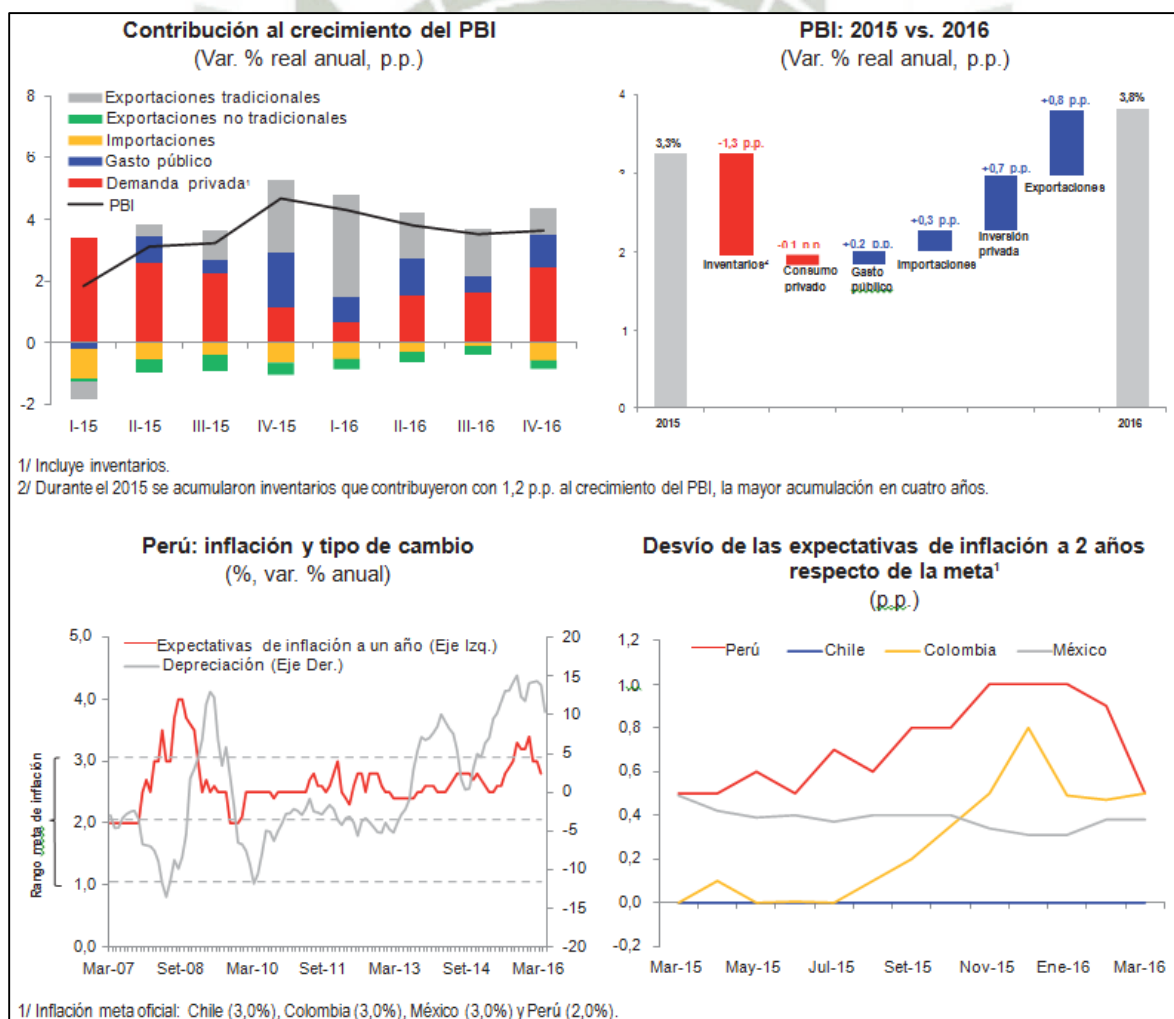 Contribución al crecimiento del PBI
(Var. % real anual, p.p.)
8
6
4
2
0
-2
Exportaciones tradicionales
Exportaciones no tradicionales
Importaciones
Gasto público
Demanda privada¹
PBI
I-15 II-15 III-15 IV-15 I-16 II-16 III-16 IV-16
PBI: 2015 vs. 2016
(Var. % real anual, p.p.)
4
3
2
1
0
3,3%
-1,3 p.p.
Inventarios²
-0,1 p.p.
Consumo
privado
+0,2 p.p.
Gasto
público
+0,3 p.p.
Importaciones
+0,7 p.p.
Inversión
privada
+0,8 p.p.
Exportaciones
3,8%
2015
2016
1/ Incluye inventarios.
2/ Durante el 2015 se acumularon inventarios que contribuyeron con 1,2 p.p. al crecimiento del PBI, la mayor acumulación en cuatro años.
Perú: inflación y tipo de cambio
(%, var. % anual)
5,0
4,0
3,0
2,0
1,0
0,0
Rango meta de inflación
Expectativas de inflación a un año (Eje Izq.)
Depreciación (Eje Der.)
20
15
10
5
0
-5
-10
-15
-20
Mar-07 Set-08 Mar-10 Set-11 Mar-13 Set-14 Mar-16
Desvío de las expectativas de inflación a 2 años
respecto de la meta¹
(p.p.)
1,2
1,0
0,8
0,6
0,4
0,2
0,0
-0,2
Perú Chile Colombia México
Mar-15 May-15 Jul-15 Set-15 Nov-15 Ene-16 Mar-16
1/ Inflación meta oficial: Chile (3,0%), Colombia (3,0%), México (3,0%) y Perú (2,0%).